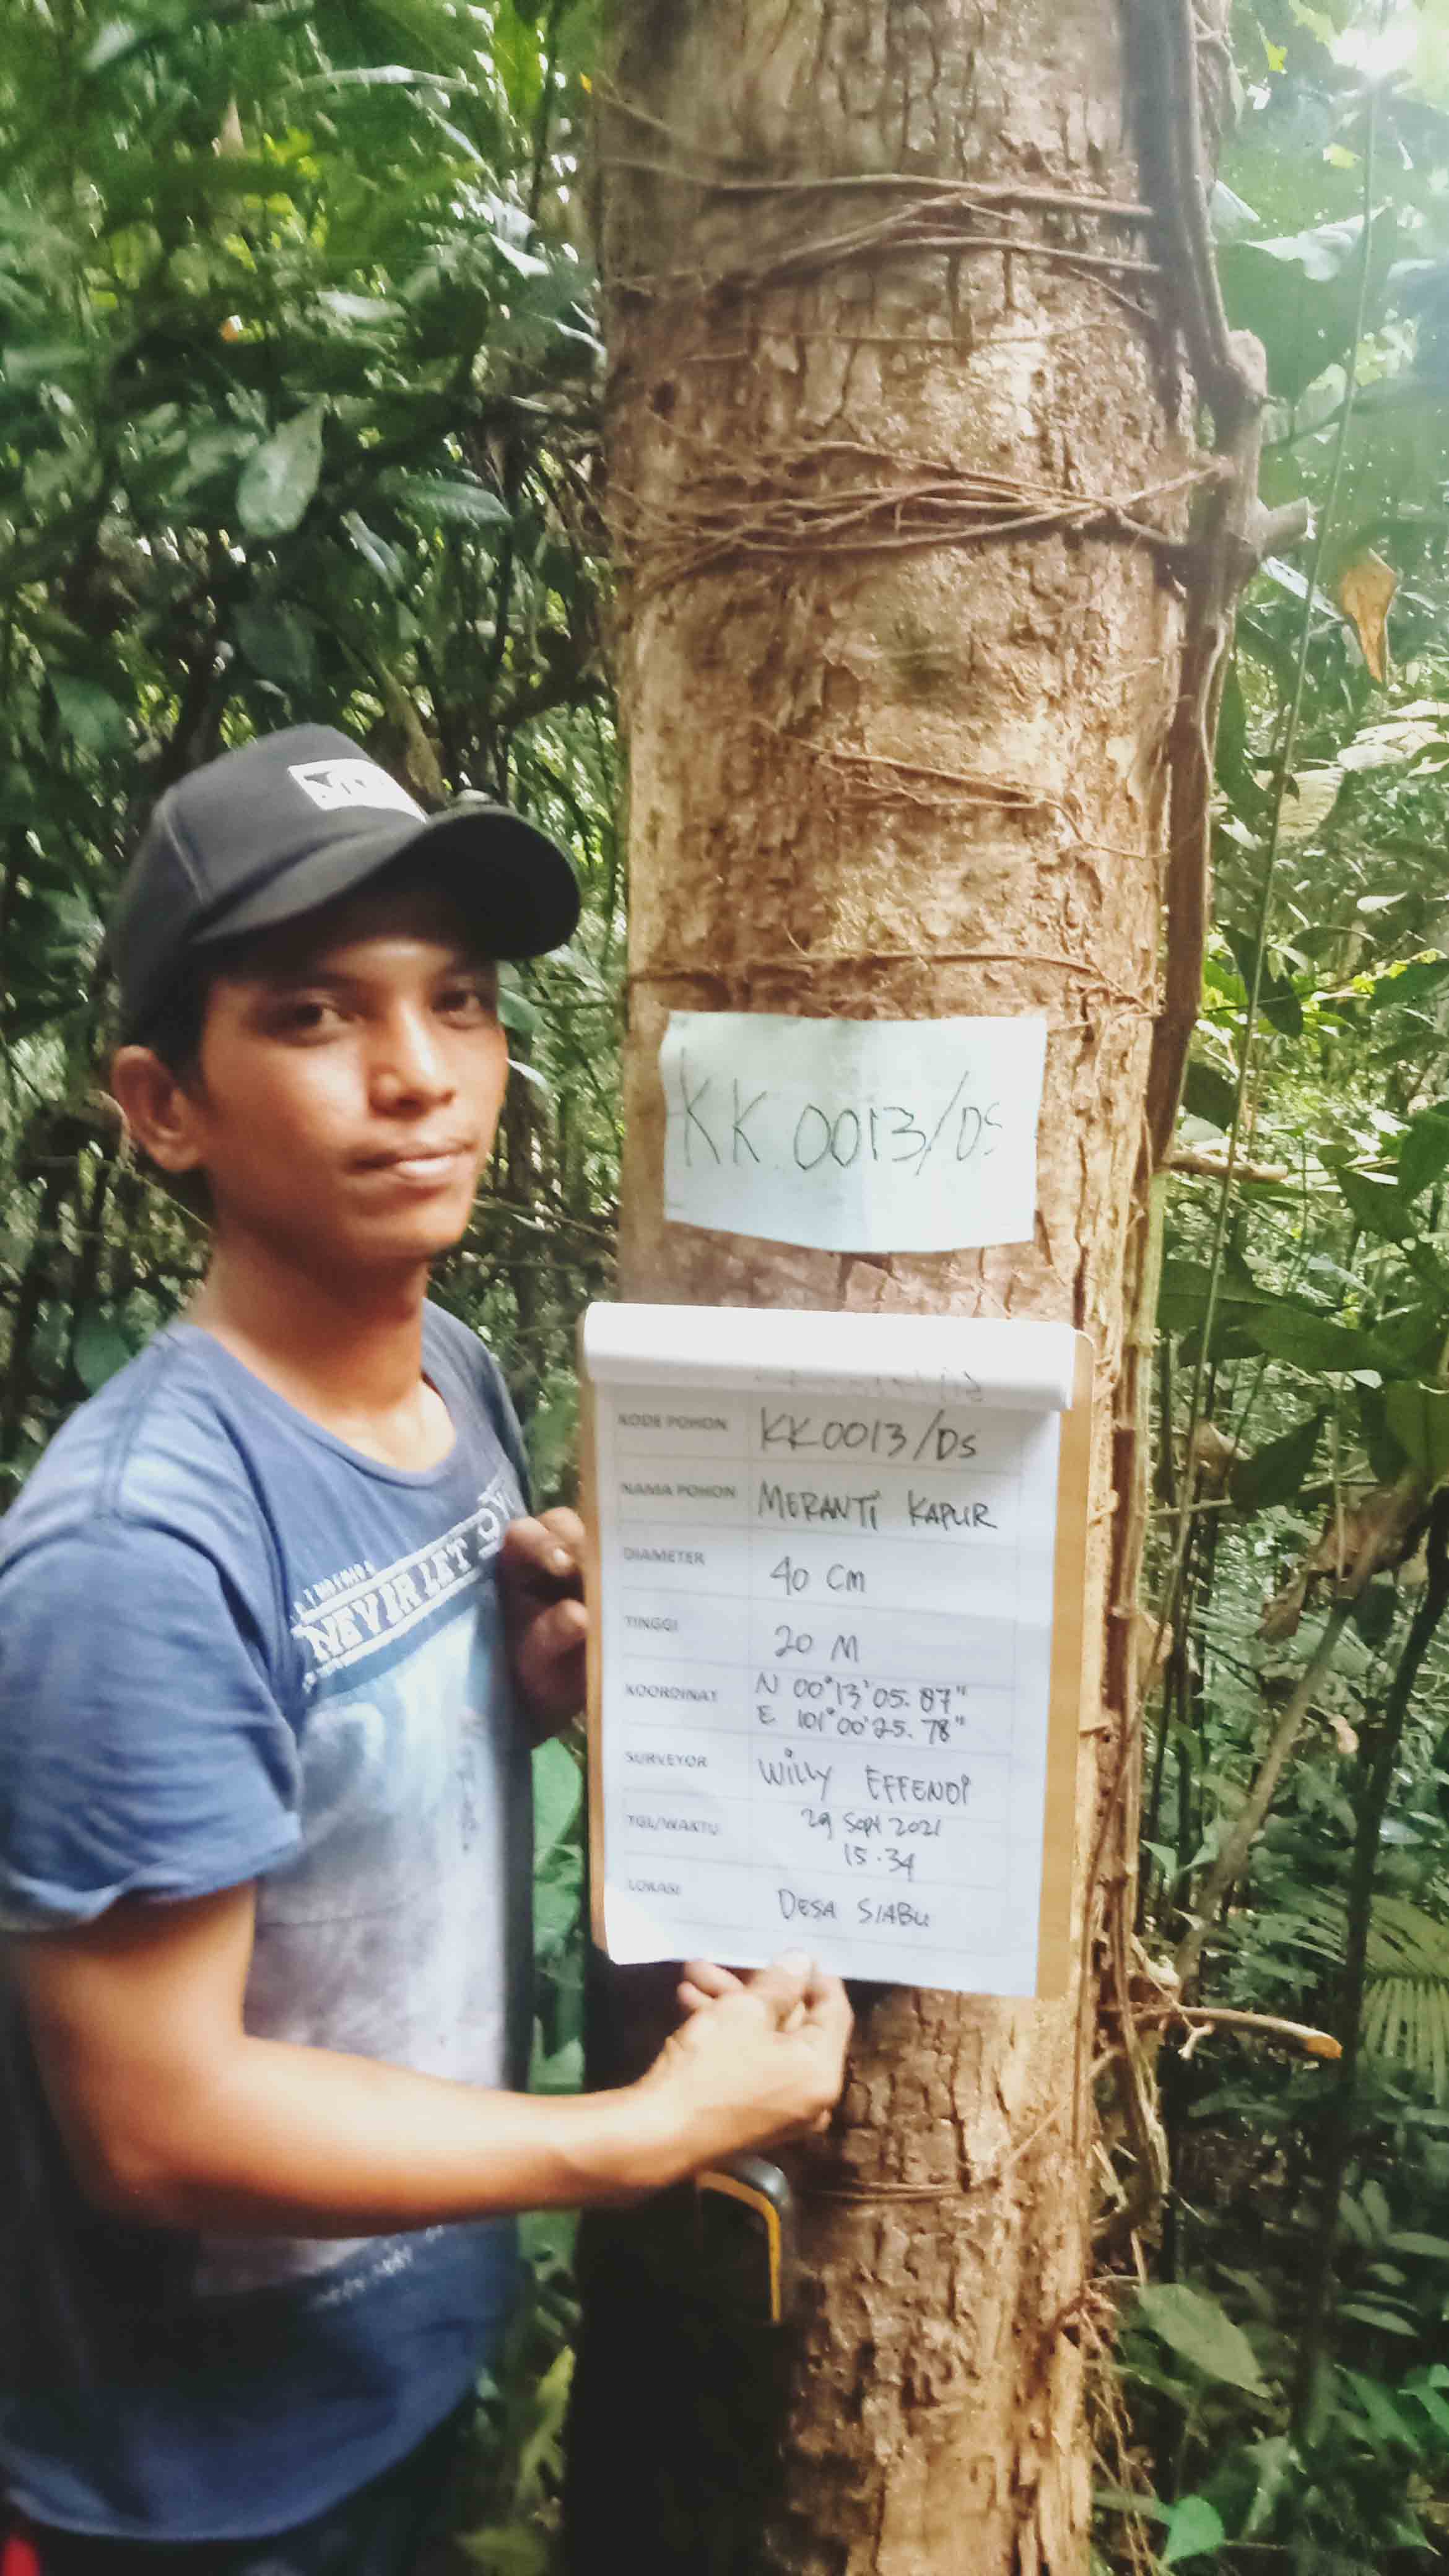 KK 0013/DS
KODE POHON KK0013/DS
NAMA POHON MERANTI KAPUR
DIAMETER 40 cm
TINGGI 20 M
KOORDINAT N 00°13'05.87"
E 101°00'25.78"
SURVEYOR WILLY EFFENDI
TGL/WAKTU 29 Sept 2021
15.34
LOKASI DESA SIABU